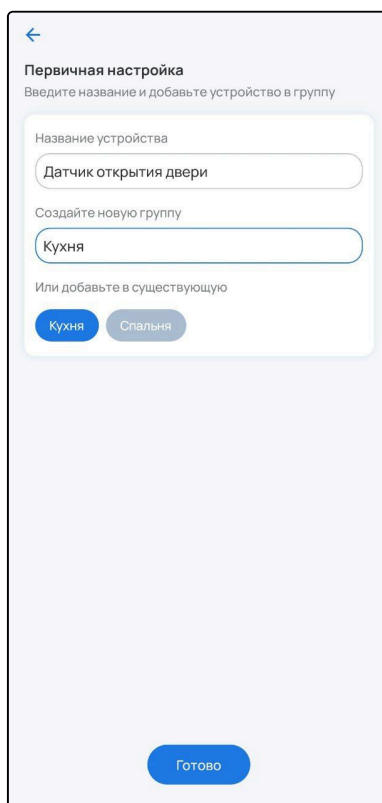 Первичная настройка
Введите название и добавьте устройство в группу
Название устройства
Датчик открытия двери
Создайте новую группу
Кухня
Или добавьте в существующую
Кухня Спальня
Готово